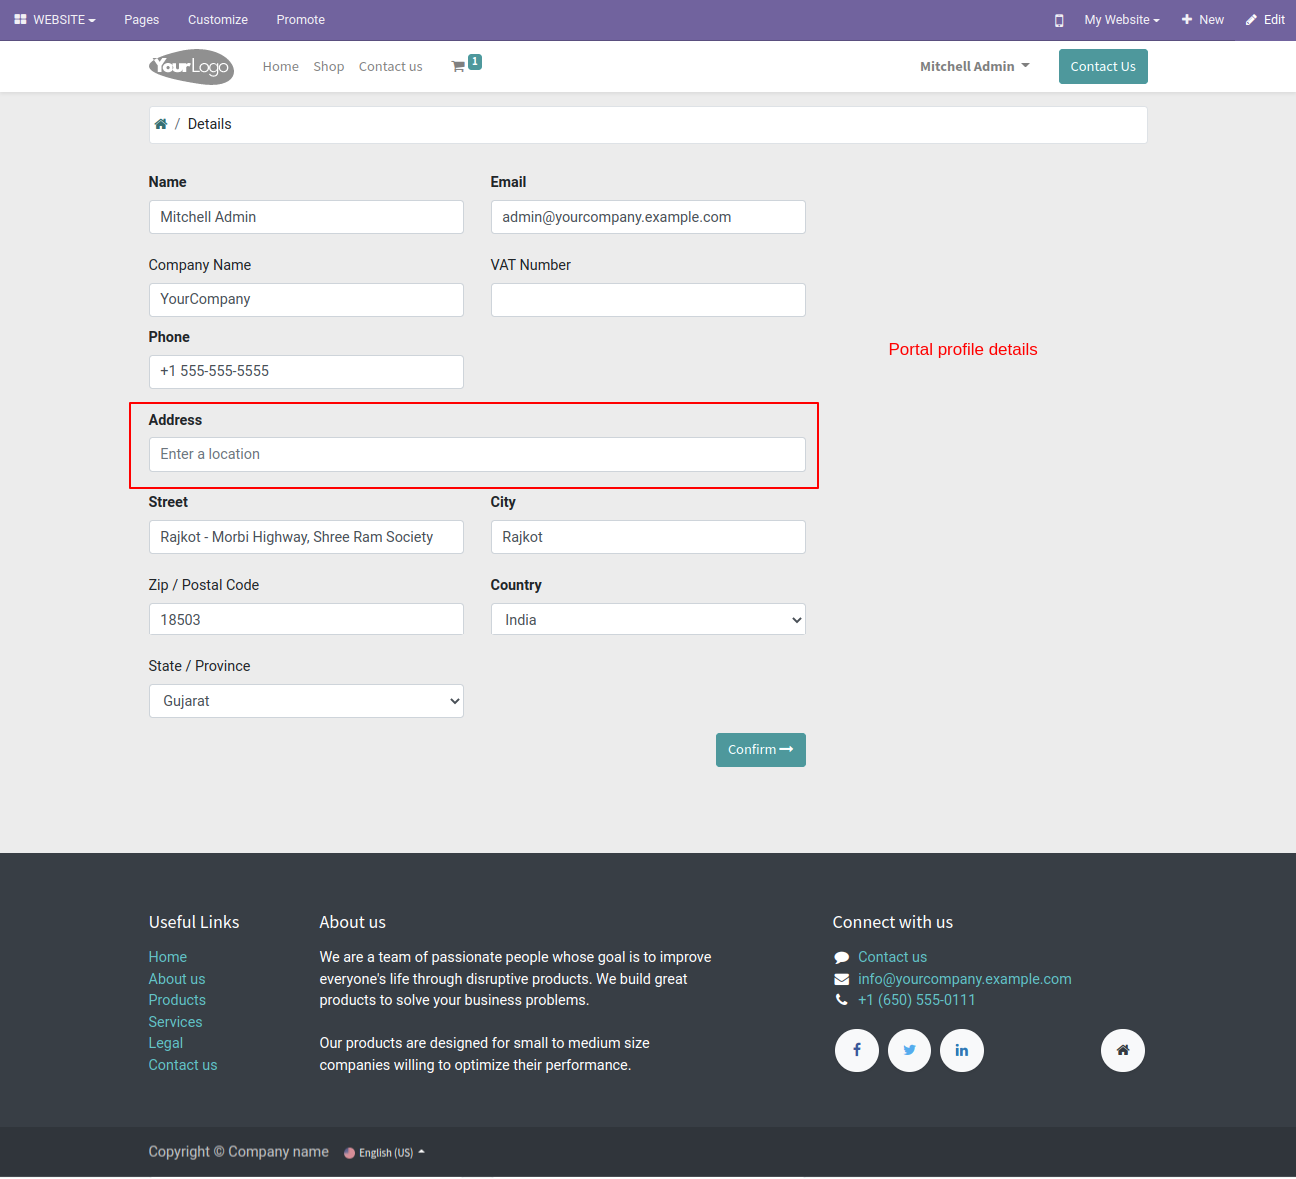 WEBSITE Pages Customize Promote My Website New Edit
YourLogo Home Shop Contact us 1 Mitchell Admin Contact Us
/ Details
Name Email
Mitchell Admin admin@yourcompany.example.com
Company Name VAT Number
YourCompany
Phone
Portal profile details
+1 555-555-5555
Address
Enter a location
Street City
Rajkot - Morbi Highway, Shree Ram Society Rajkot
Zip / Postal Code Country
18503 India
State / Province
Gujarat
Confirm
Useful Links
Home
About us
Products
Services
Legal
Contact us
About us
We are a team of passionate people whose goal is to improve
everyone's life through disruptive products. We build great
products to solve your business problems.
Our products are designed for small to medium size
companies willing to optimize their performance.
Connect with us
Contact us
info@yourcompany.example.com
+1 (650) 555-0111
Copyright © Company name English (US)